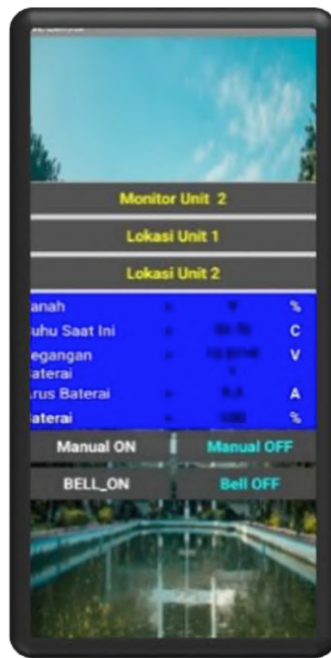 Monitor Unit 2
Lokasi Unit 1
Lokasi Unit 2
anah %
uhu Saat Ini C
egangan V
aterai
rus Baterai A
aterai %
Manual ON Manual OFF
BELL_ON Bell OFF